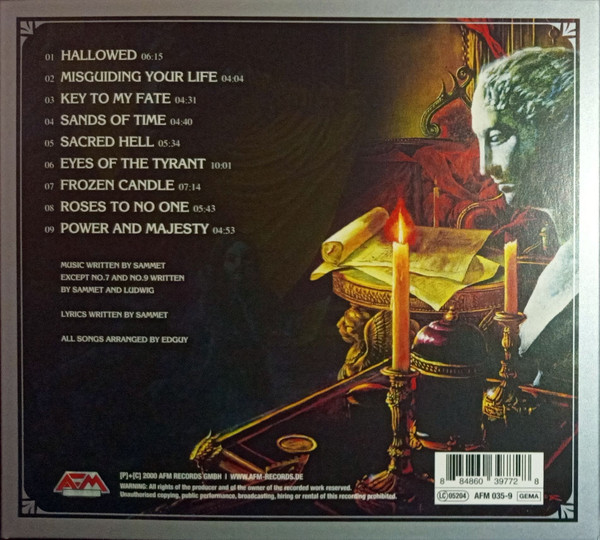 01 HALLOWED 06:15
02 MISGUIDING YOUR LIFE 04:04
03 KEY TO MY FATE 04:31
04 SANDS OF TIME 04:40
05 SACRED HELL 05:34
06 EYES OF THE TYRANT 10:01
07 FROZEN CANDLE 07:14
08 ROSES TO NO ONE 05:43
09 POWER AND MAJESTY 04:53
MUSIC WRITTEN BY SAMMET
EXCEPT NO.7 AND NO.9 WRITTEN
BY SAMMET AND LUDWIG
LYRICS WRITTEN BY SAMMET
ALL SONGS ARRANGED BY EDGUY
AFM
RECORDS
[P]+[C] 2000 AFM RECORDS GMBH | WWW.AFM-RECORDS.DE
WARNING: All rights of the producer and of the owner of the recorded work reserved.
Unauthorised copying, public performance, broadcasting, hiring or rental of this recording prohibited.
8 84860 39772 8
LC 05204 AFM 035-9 GEMA